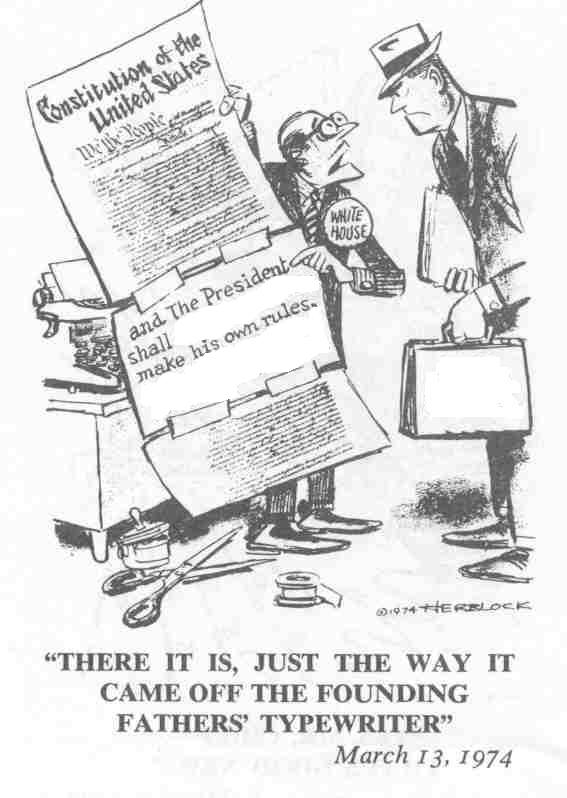 Constitution of the
United States
We the People
WHITE
HOUSE
and The President
shall
make his own rules.
©1974 HERBLOCK
"THERE IT IS, JUST THE WAY IT
CAME OFF THE FOUNDING
FATHERS' TYPEWRITER"
March 13, 1974